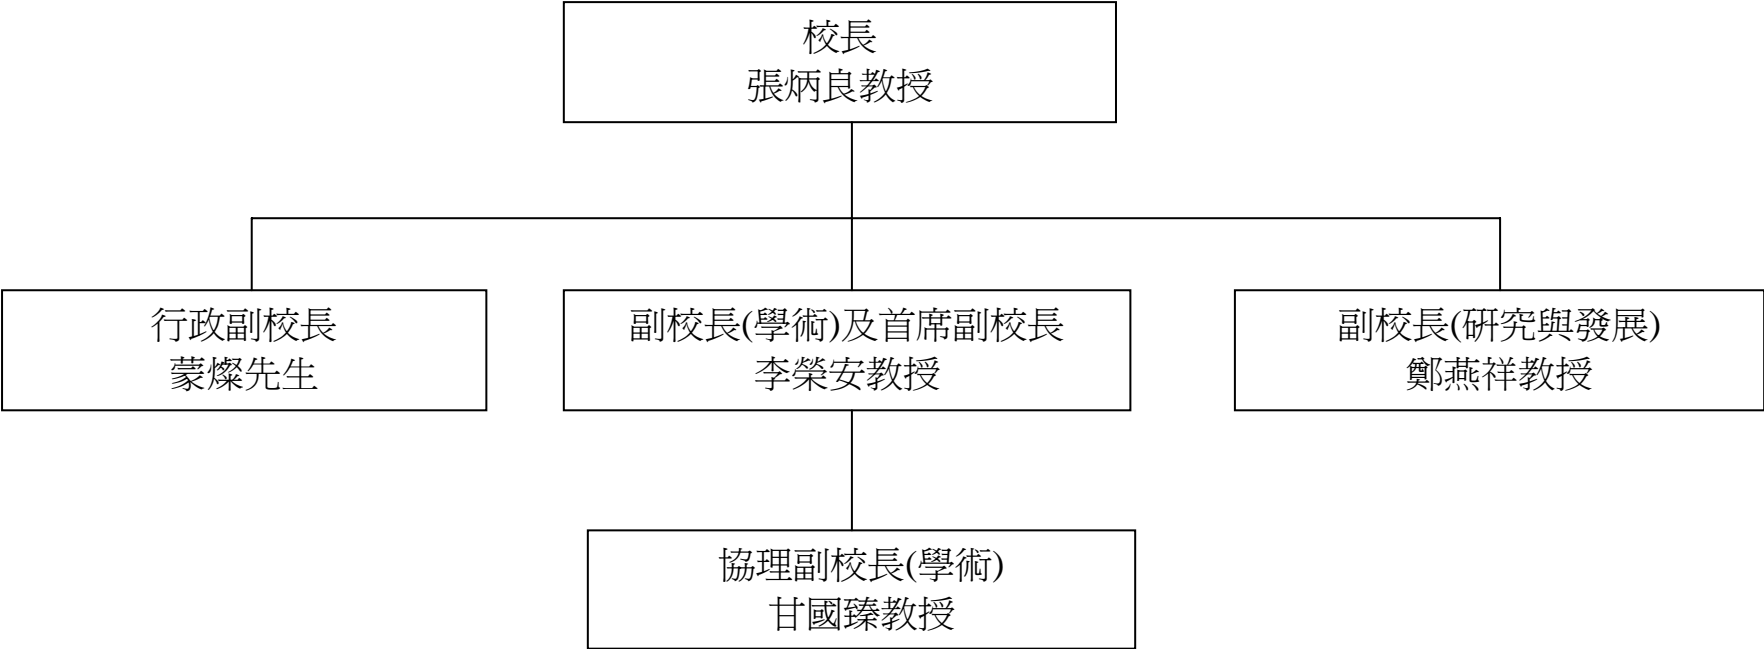 校長
張炳良教授
行政副校長
蒙燦先生
副校長(學術)及首席副校長
李榮安教授
副校長(研究與發展)
鄭燕祥教授
協理副校長(學術)
甘國臻教授